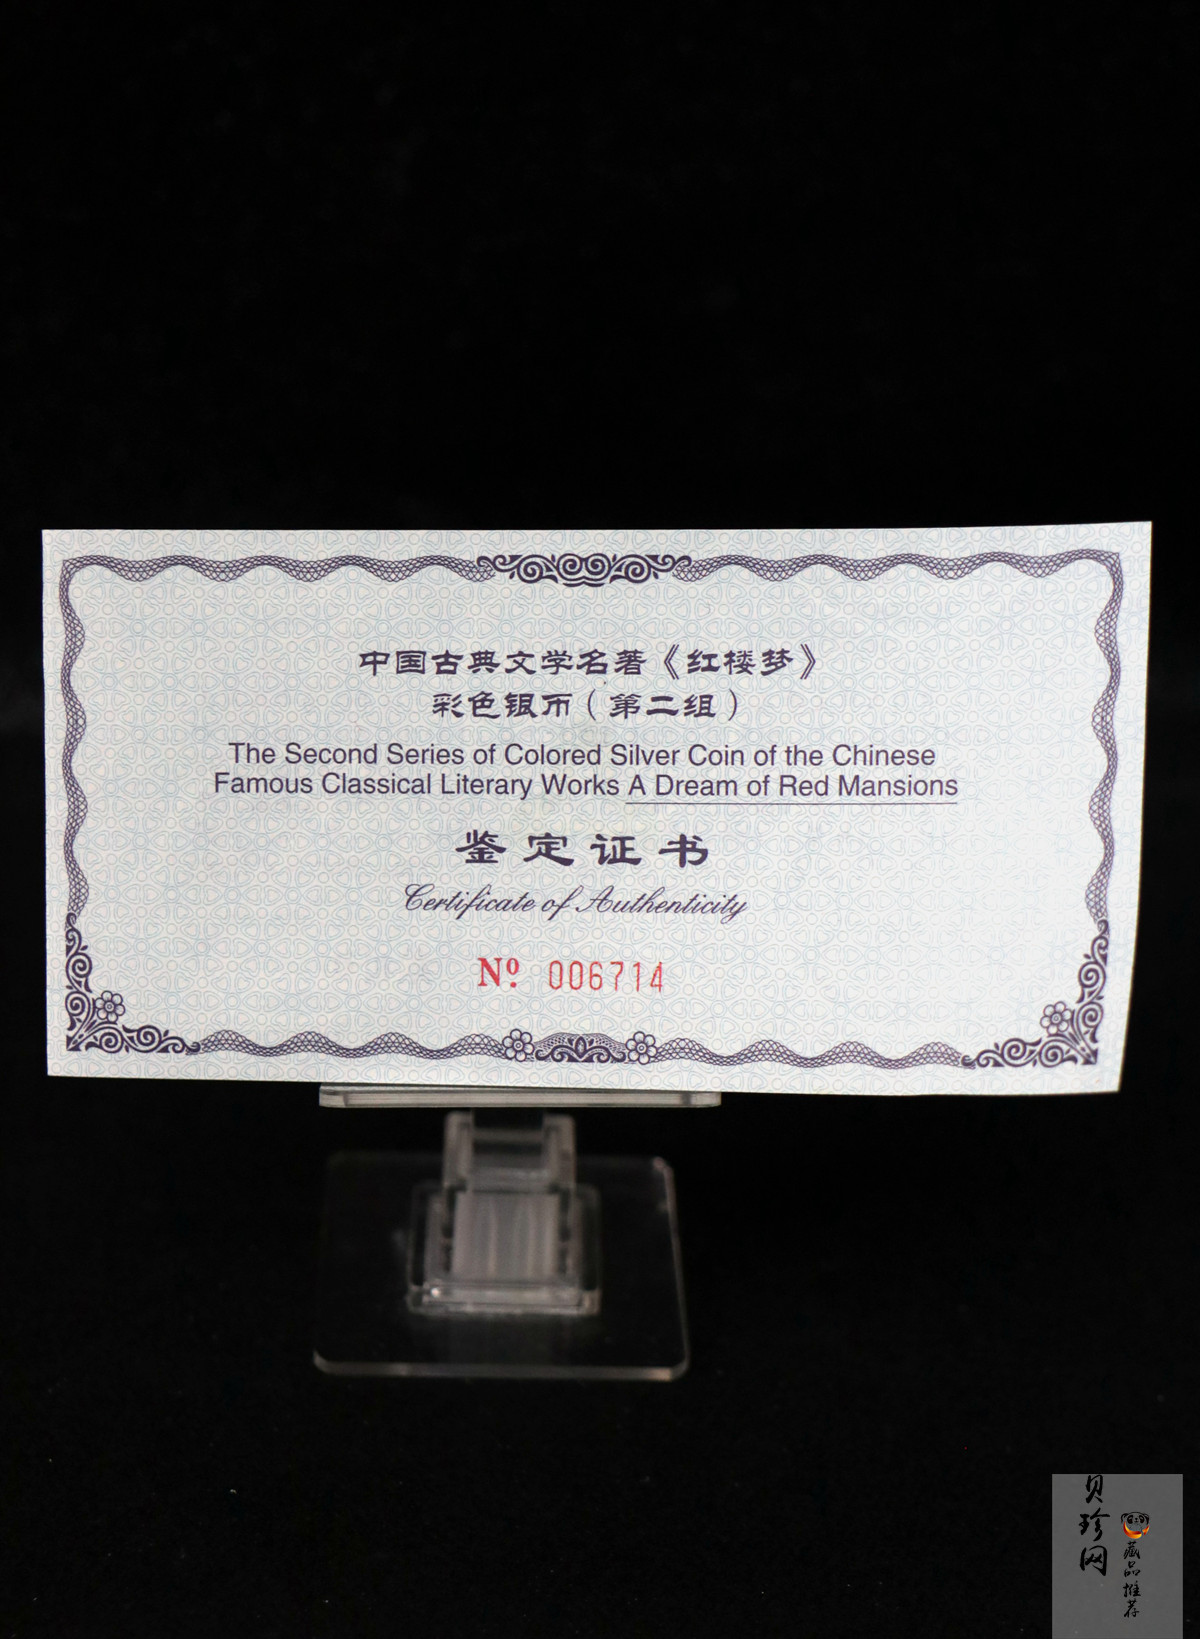 中国古典文学名著《红楼梦》
彩色银币(第二组)
The Second Series of Colored Silver Coin of the Chinese
Famous Classical Literary Works A Dream of Red Mansions
鉴定证书
Certificate of Authenticity
Nº. 006714
贝珍网
藏品推荐